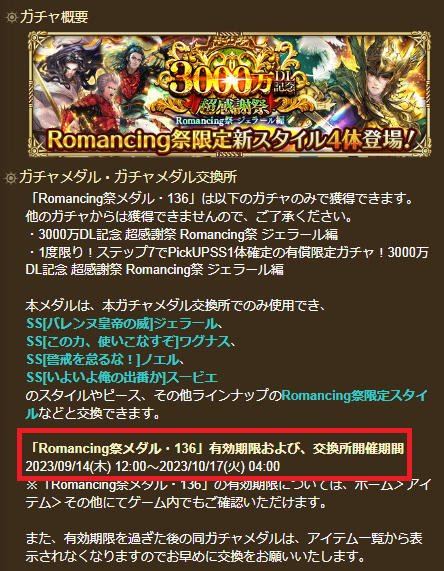 ガチャ概要
3000万DL記念
超感謝祭
Romancing祭 ジェラール編
Romancing祭限定新スタイル4体登場!
ガチャメダル・ガチャメダル交換所
「Romancing祭メダル・136」は以下のガチャのみで獲得できます。
他のガチャからは獲得できませんので、ご了承ください。
・3000万DL記念 超感謝祭 Romancing祭 ジェラール編
・1度限り!ステップ7でPickUPSS1体確定の有償限定ガチャ!3000万
DL記念 超感謝祭 Romancing祭 ジェラール編
本メダルは、本ガチャメダル交換所でのみ使用でき、
SS[バレンヌ皇帝の威]ジェラール、
SS[この力、使いこなすぞ]ワグナス、
SS[警戒を怠るな!]ノエル、
SS[いよいよ俺の出番か]スービエ
のスタイルやピース、その他ラインナップのRomancing祭限定スタイ
ルなどと交換できます。
「Romancing祭メダル・136」有効期限および、交換所開催期間
2023/09/14(木) 12:00～2023/10/17(火) 04:00
※「Romancing祭メダル・136」の有効期限については、ホーム＞アイ
テム＞その他にてゲーム内でもご確認いただけます。
また、有効期限を過ぎた後の同ガチャメダルは、アイテム一覧から表
示されなくなりますのでお早めに交換をお願いいたします。